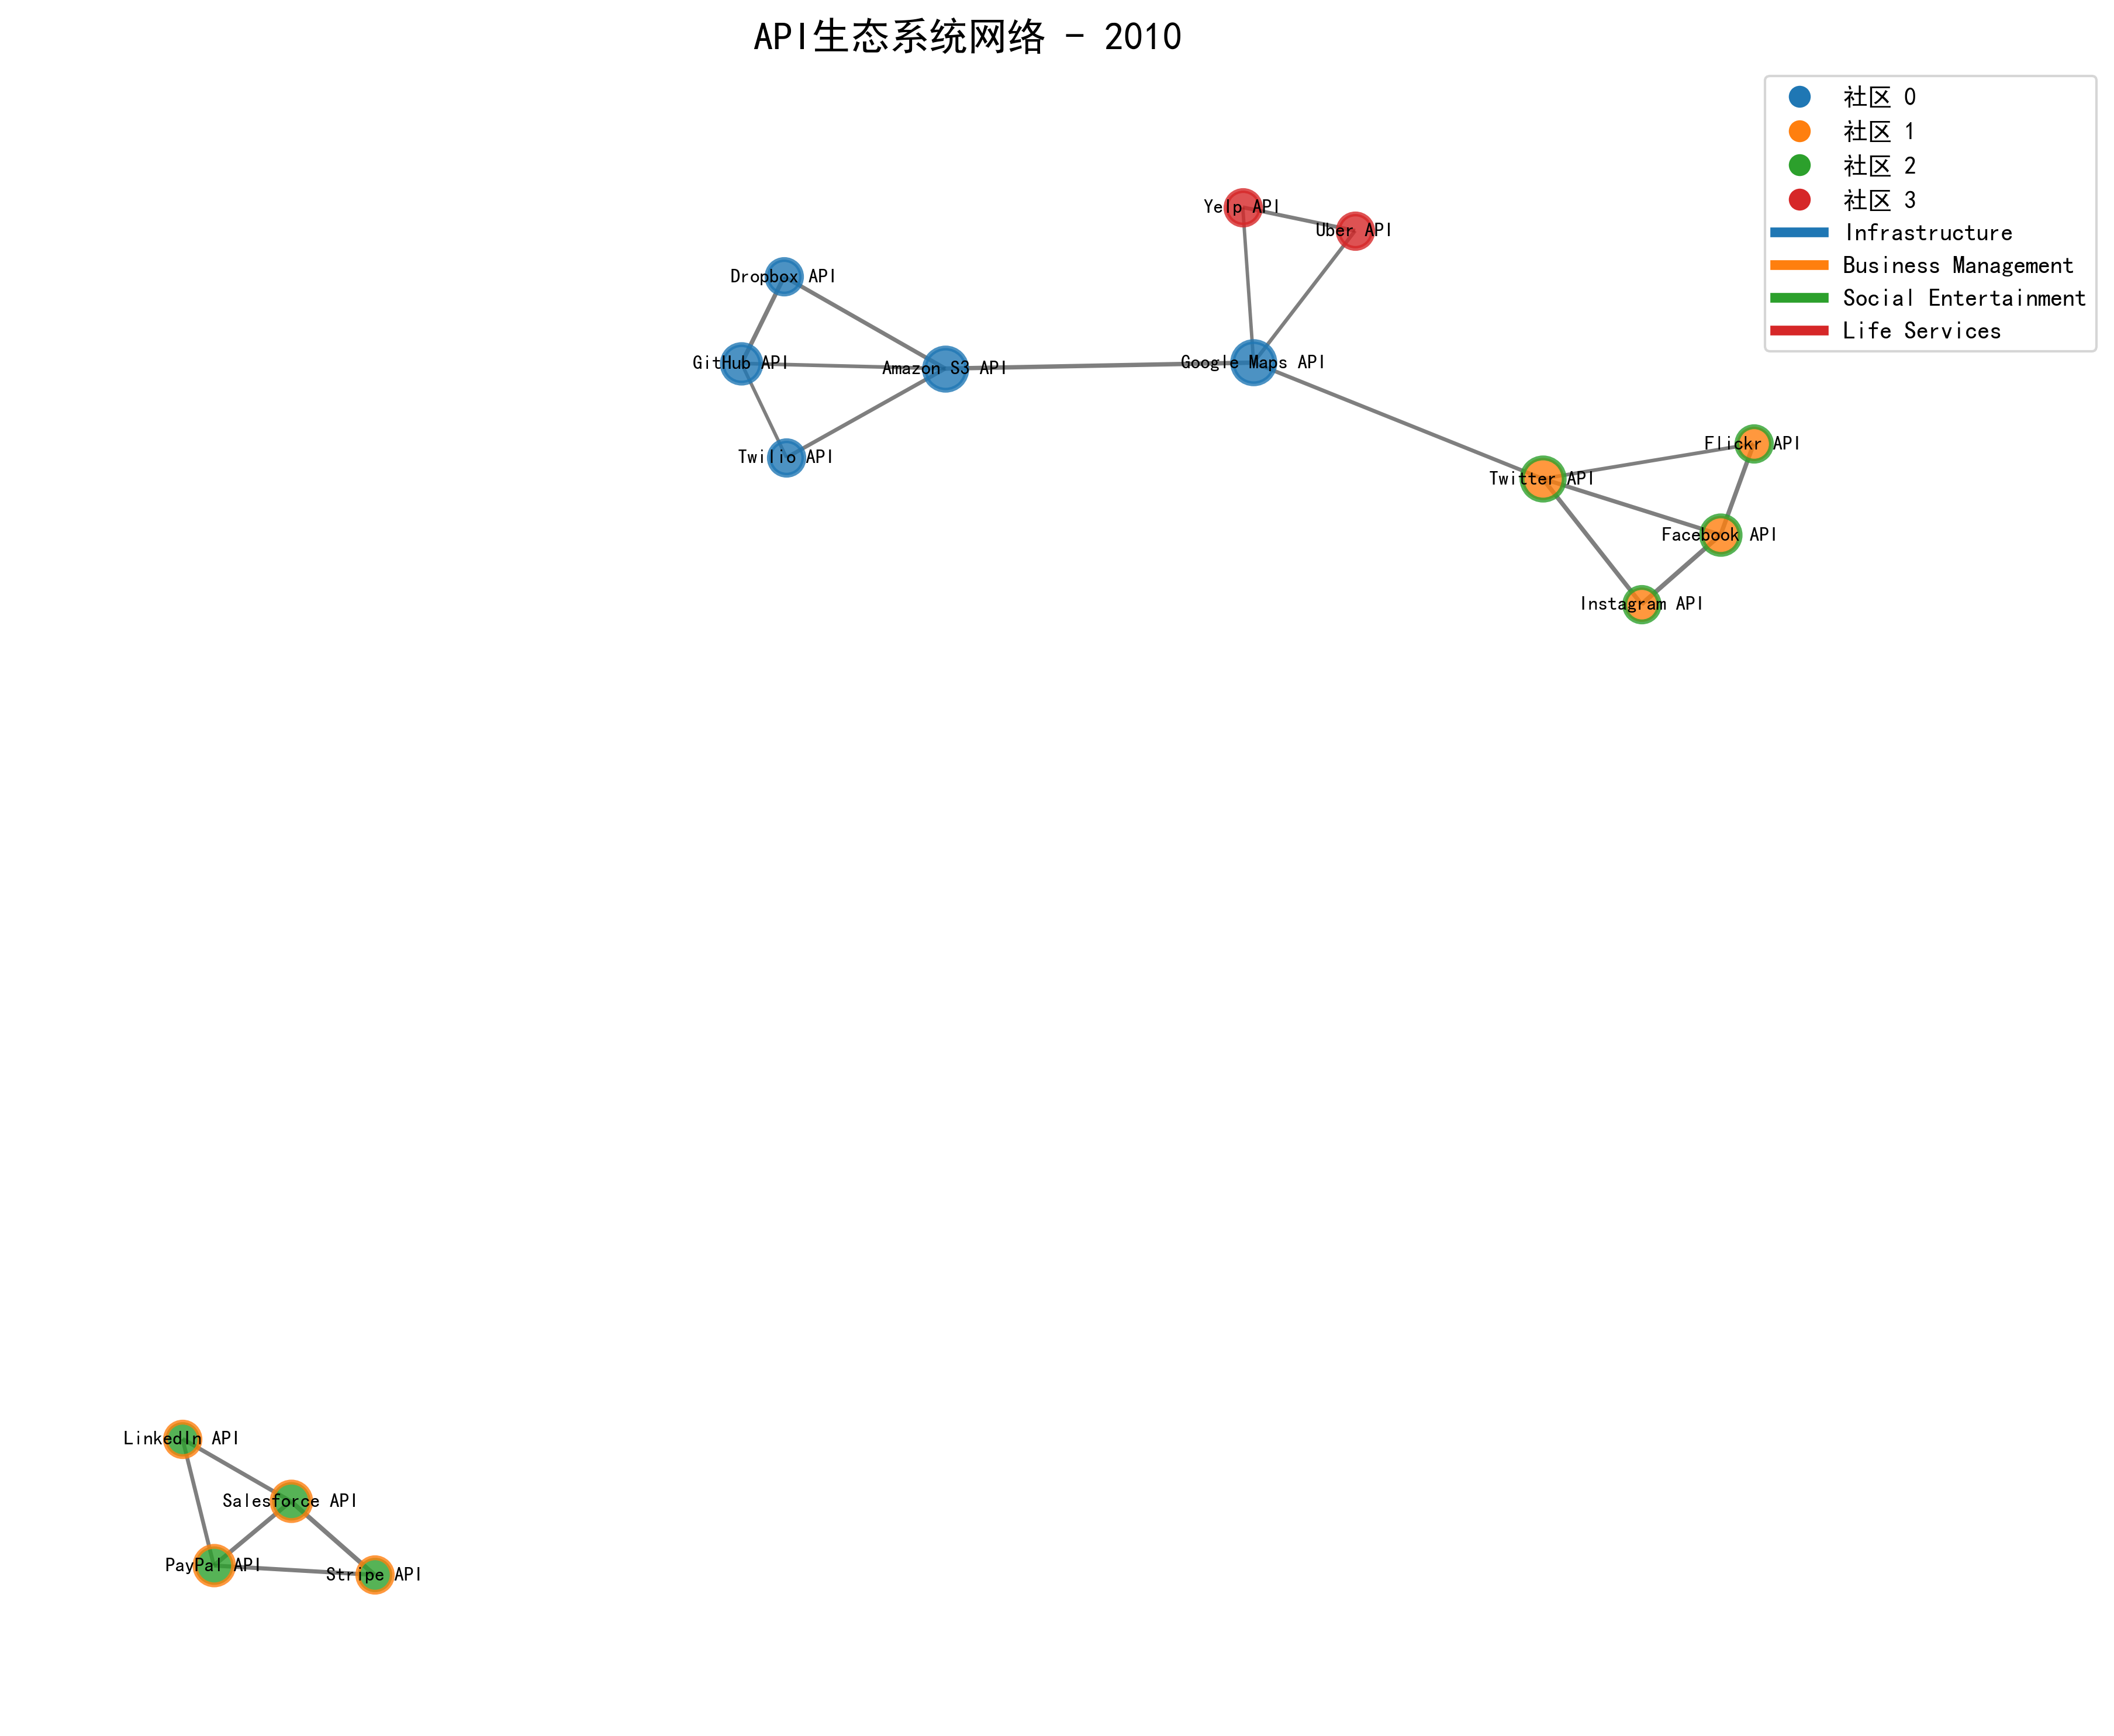 API生态系统网络 - 2010
社区 0
社区 1
社区 2
社区 3
Infrastructure
Business Management
Social Entertainment
Life Services
Yelp API
Uber API
Dropbox API
GitHub API
Amazon S3 API
Google Maps API
Twilio API
Flickr API
Twitter API
Facebook API
Instagram API
LinkedIn API
Salesforce API
PayPal API
Stripe API